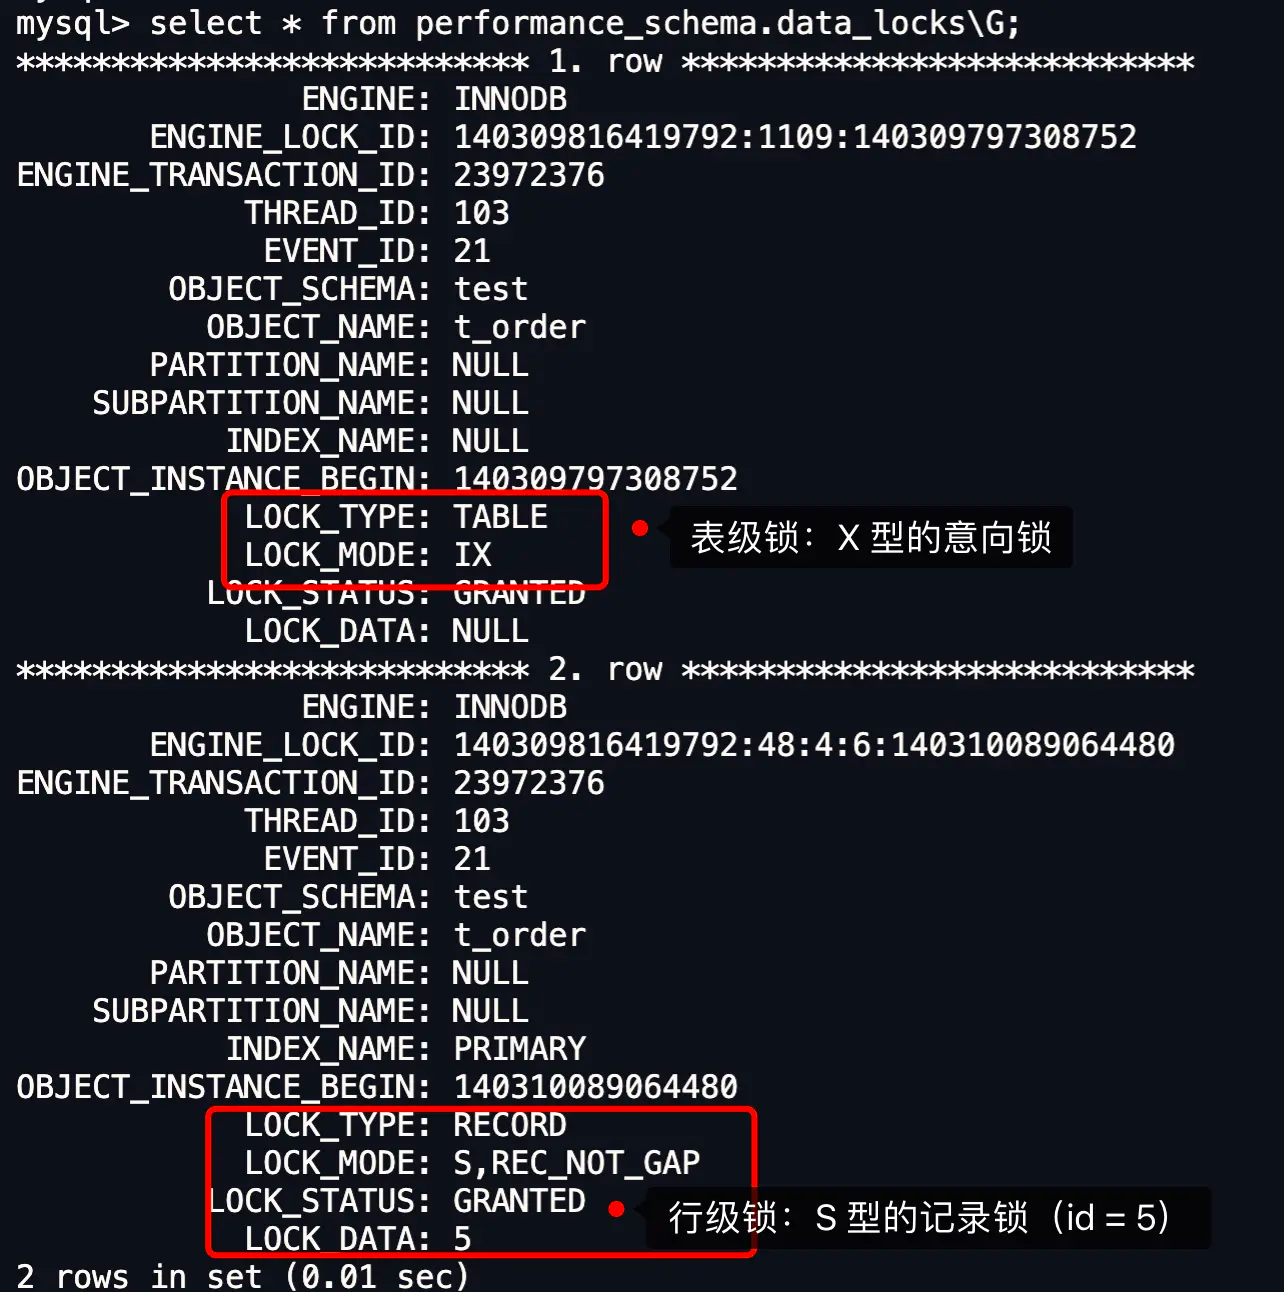 mysql> select * from performance_schema.data_locks\G;
*************************** 1. row ***************************
ENGINE: INNODB
ENGINE_LOCK_ID: 140309816419792:1109:140309797308752
ENGINE_TRANSACTION_ID: 23972376
THREAD_ID: 103
EVENT_ID: 21
OBJECT_SCHEMA: test
OBJECT_NAME: t_order
PARTITION_NAME: NULL
SUBPARTITION_NAME: NULL
INDEX_NAME: NULL
OBJECT_INSTANCE_BEGIN: 140309797308752
LOCK_TYPE: TABLE
表级锁：X 型的意向锁
LOCK_MODE: IX
LOCK_STATUS: GRANTED
LOCK_DATA: NULL
*************************** 2. row ***************************
ENGINE: INNODB
ENGINE_LOCK_ID: 140309816419792:48:4:6:140310089064480
ENGINE_TRANSACTION_ID: 23972376
THREAD_ID: 103
EVENT_ID: 21
OBJECT_SCHEMA: test
OBJECT_NAME: t_order
PARTITION_NAME: NULL
SUBPARTITION_NAME: NULL
INDEX_NAME: PRIMARY
OBJECT_INSTANCE_BEGIN: 140310089064480
LOCK_TYPE: RECORD
LOCK_MODE: S,REC_NOT_GAP
LOCK_STATUS: GRANTED
行级锁：S 型的记录锁（id = 5）
LOCK_DATA: 5
2 rows in set (0.01 sec)